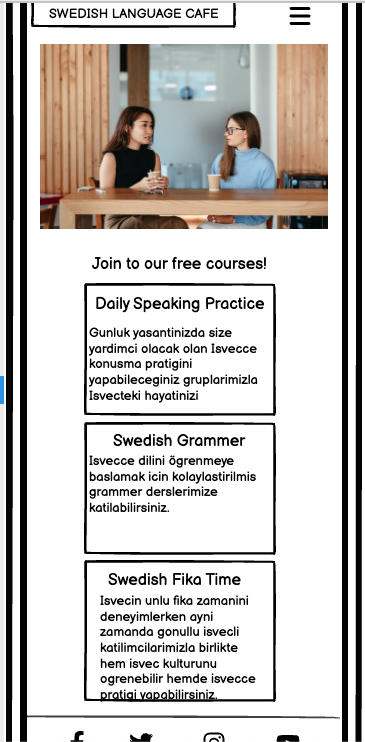 SWEDISH LANGUAGE CAFE
Join to our free courses!
Daily Speaking Practice
Gunluk yasantinizda size
yardimci olacak olan Isvecce
konusma pratigini
yapabileceginiz gruplarimizla
Isvecteki hayatinizi
Swedish Grammer
Isvecce dilini ögrenmeye
baslamak icin kolaylastirilmis
grammer derslerimize
katilabilirsiniz.
Swedish Fika Time
Isvecin unlu fika zamanini
deneyimlerken ayni
zamanda gonullu isvecli
katilimcilarimizla birlikte
hem isvec kulturunu
ogrenebilir hemde isvecce
pratigi yapabilirsiniz.